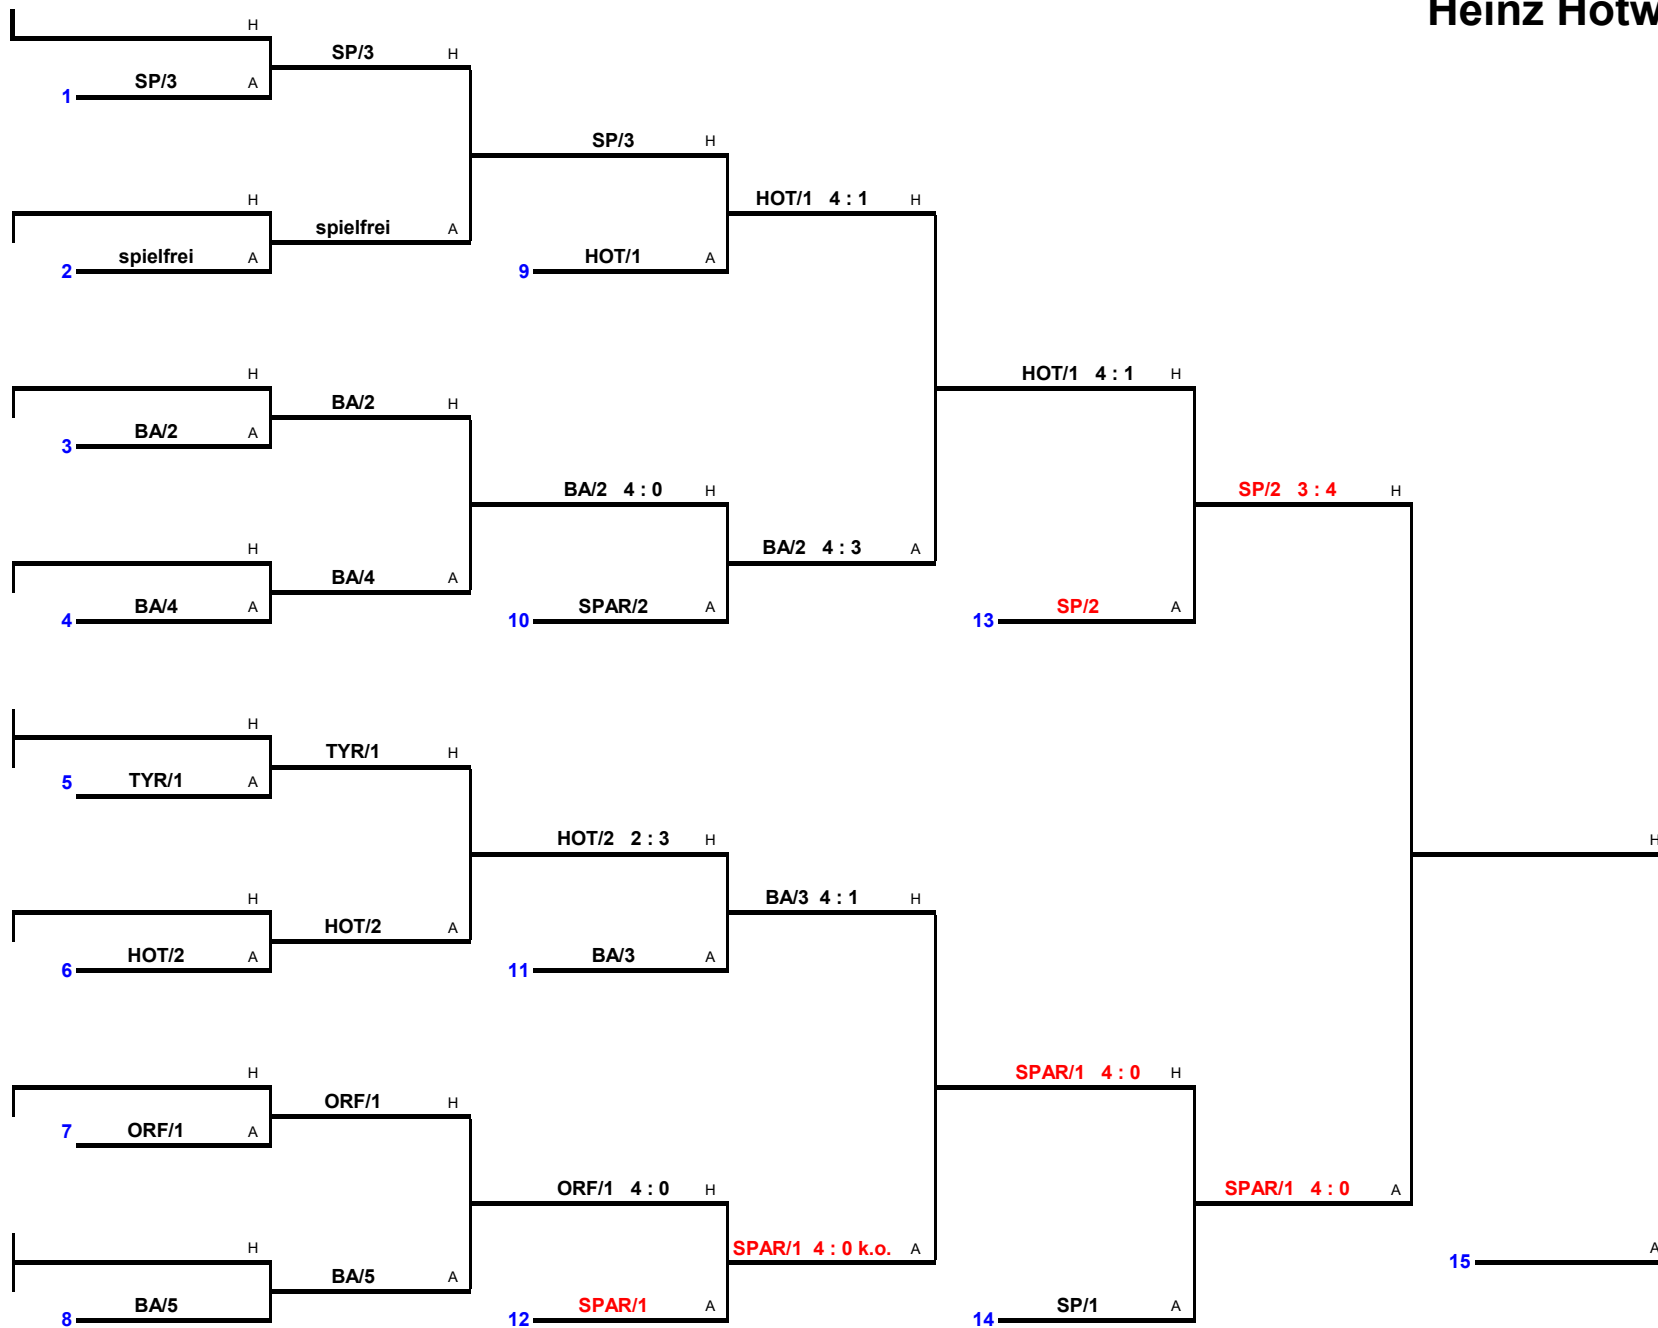 Heinz Hotw
H
SP/3 H
SP/3 A
1
SP/3 H
H
HOT/1 4 : 1 H
spielfrei A
spielfrei A
HOT/1 A
2
9
H
HOT/1 4 : 1 H
BA/2 H
BA/2 A
3
BA/2 4 : 0 H
SP/2 3 : 4 H
H
BA/2 4 : 3 A
BA/4 A
BA/4 A
SPAR/2 A
SP/2 A
4
10
13
H
TYR/1 H
5 TYR/1 A
HOT/2 2 : 3 H
H
H
BA/3 4 : 1 H
HOT/2 A
HOT/2 A
BA/3 A
6
11
H
SPAR/1 4 : 0 H
ORF/1 H
7 ORF/1 A
ORF/1 4 : 0 H
SPAR/1 4 : 0 A
H
SPAR/1 4 : 0 k.o. A
A
15
BA/5 A
BA/5
SPAR/1 A
SP/1 A
8
12
14